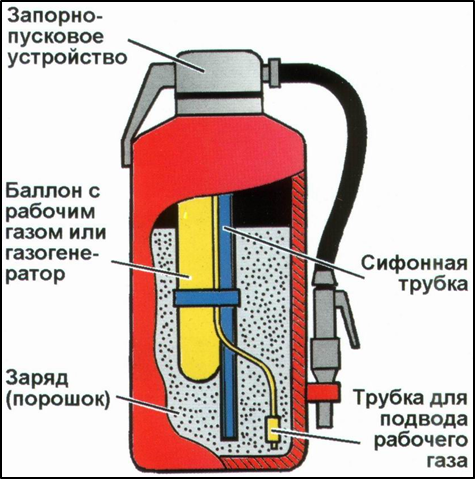 Запорно-
пусковое
устройство
Баллон с
рабочим
газом или
газогене-
ратор
Сифонная
трубка
Заряд
(порошок)
Трубка для
подвода
рабочего
газа